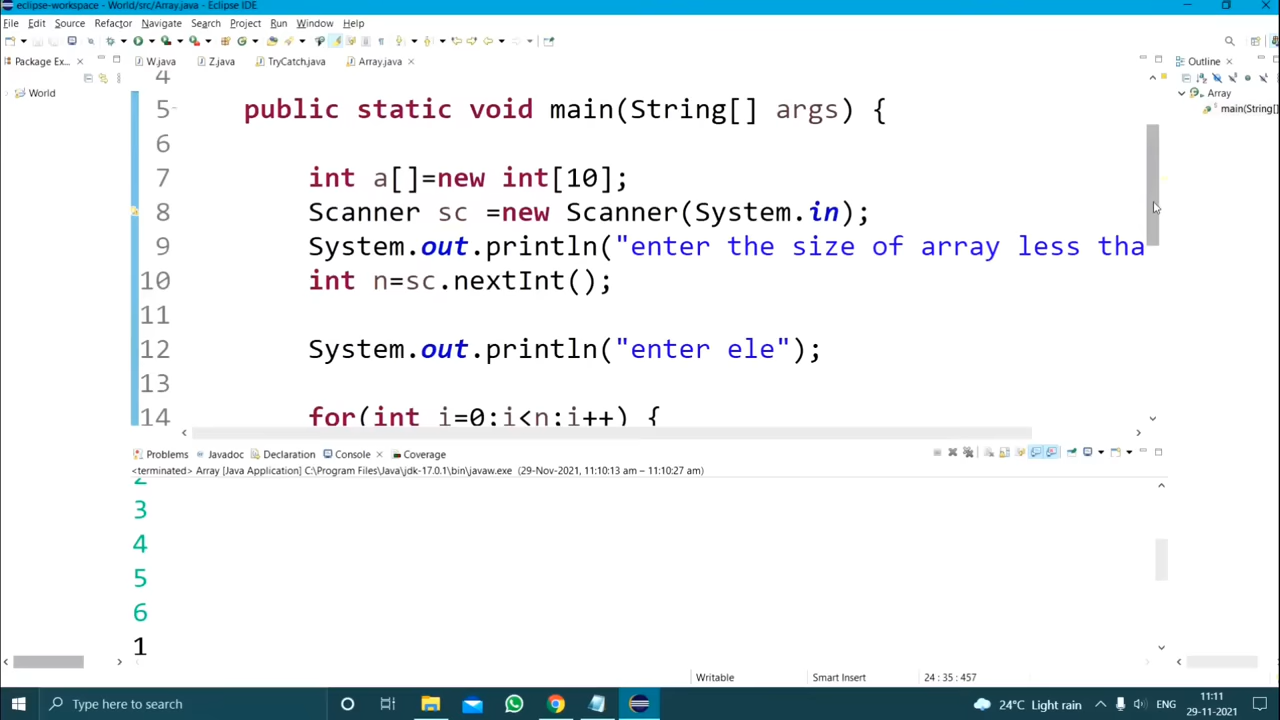 eclipse-workspace - World/src/Array.java - Eclipse IDE
File Edit Source Refactor Navigate Search Project Run Window Help
Package Ex...
W.java Z.java TryCatch.java Array.java
Outline
World
Array
main(String[]
4
5 public static void main(String[] args) {
6
7 int a[]=new int[10];
8 Scanner sc =new Scanner(System.in);
9 System.out.println("enter the size of array less tha
10 int n=sc.nextInt();
11
12 System.out.println("enter ele");
13
14 for(int i=0;i<n;i++) {
Problems Javadoc Declaration Console Coverage
<terminated> Array [Java Application] C:\Program Files\Java\jdk-17.0.1\bin\javaw.exe (29-Nov-2021, 11:10:13 am – 11:10:27 am)
2
3
4
5
6
1
Writable Smart Insert 24 : 35 : 457
Type here to search
24°C Light rain
ENG
11:11
29-11-2021